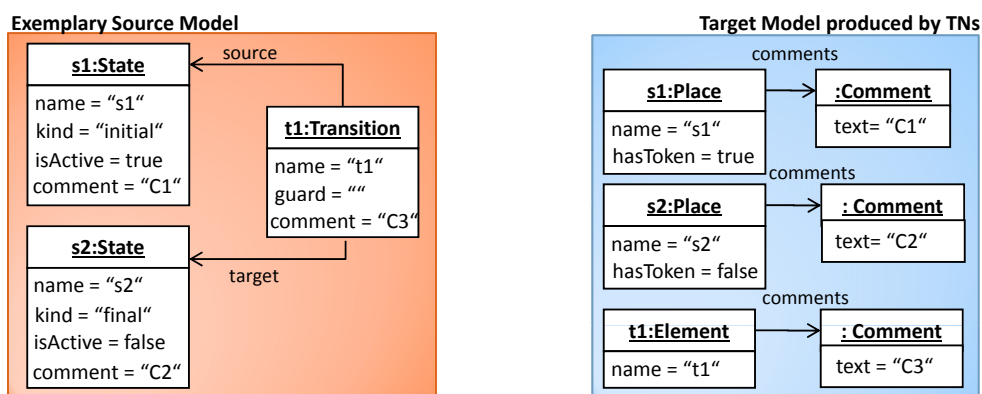 Exemplary Source Model
s1:State
name = “s1“
kind = “initial“
isActive = true
comment = “C1“
source
t1:Transition
name = “t1“
guard = ““
comment = “C3“
s2:State
name = “s2“
kind = “final“
isActive = false
comment = “C2“
target
Target Model produced by TNs
comments
s1:Place
name = “s1“
hasToken = true
:Comment
text= “C1“
comments
s2:Place
name = “s2“
hasToken = false
: Comment
text= “C2“
comments
t1:Element
name = “t1“
: Comment
text = “C3“